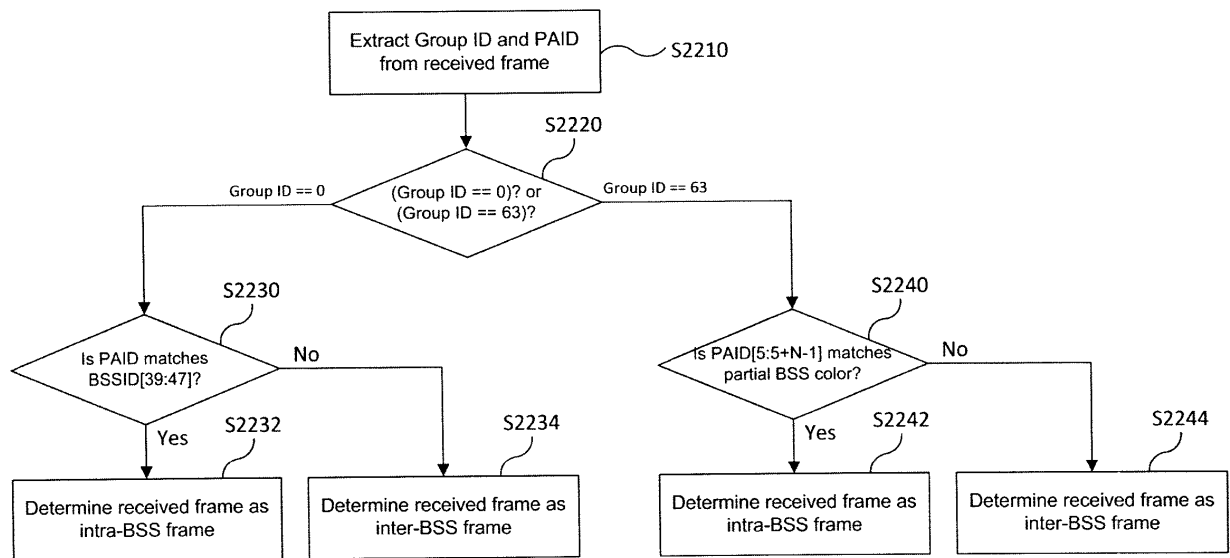 Extract Group ID and PAID
from received frame
S2210
S2220
Group ID == 0
(Group ID == 0)? or
(Group ID == 63)?
Group ID == 63
S2230
Is PAID matches
BSSID[39:47]?
No
Yes
S2240
Is PAID[5:5+N-1] matches
partial BSS color?
No
Yes
S2232
Determine received frame as
intra-BSS frame
S2234
Determine received frame as
inter-BSS frame
S2242
Determine received frame as
intra-BSS frame
S2244
Determine received frame as
inter-BSS frame